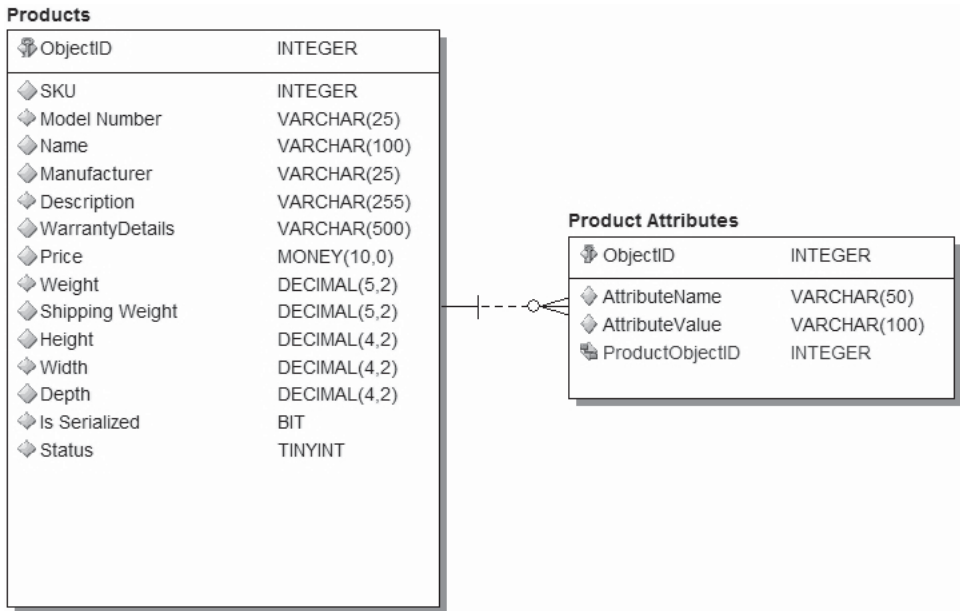 Products
ObjectID INTEGER
SKU INTEGER
Model Number VARCHAR(25)
Name VARCHAR(100)
Manufacturer VARCHAR(25)
Description VARCHAR(255)
WarrantyDetails VARCHAR(500)
Price MONEY(10,0)
Weight DECIMAL(5,2)
Shipping Weight DECIMAL(5,2)
Height DECIMAL(4,2)
Width DECIMAL(4,2)
Depth DECIMAL(4,2)
Is Serialized BIT
Status TINYINT
Product Attributes
ObjectID INTEGER
AttributeName VARCHAR(50)
AttributeValue VARCHAR(100)
ProductObjectID INTEGER